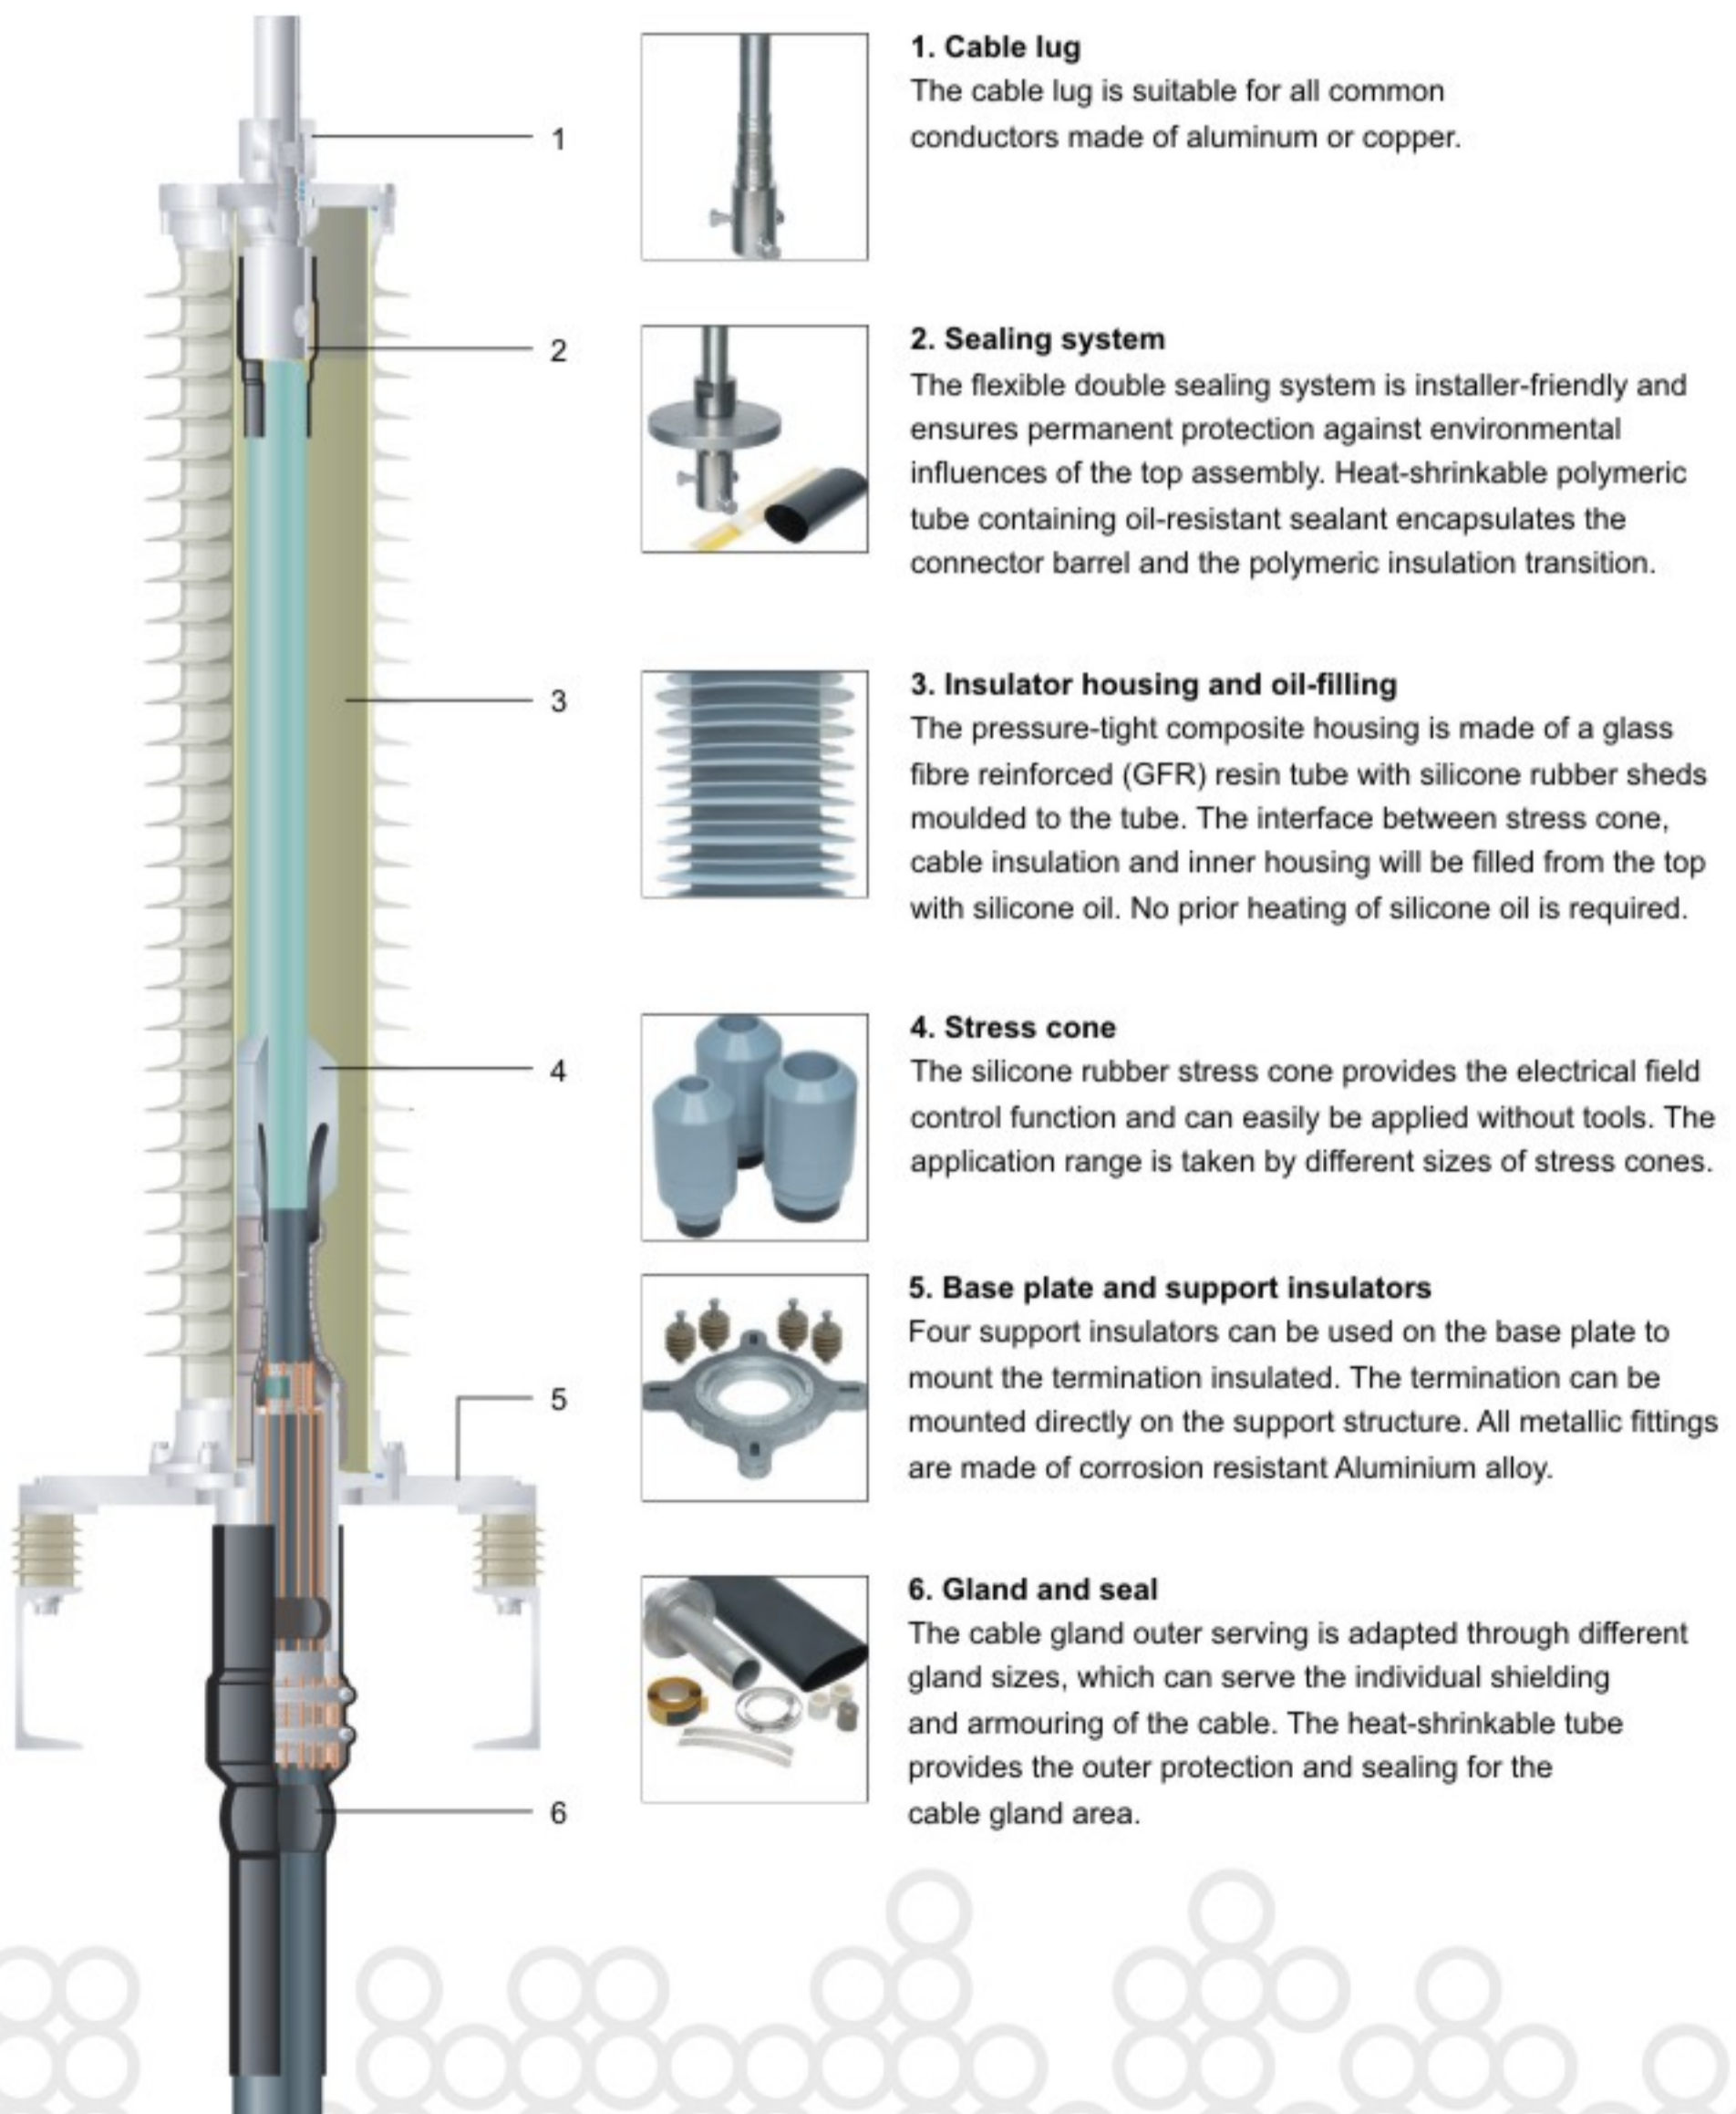 1
2
3
4
5
6
1. Cable lug
The cable lug is suitable for all common
conductors made of aluminum or copper.
2. Sealing system
The flexible double sealing system is installer-friendly and
ensures permanent protection against environmental
influences of the top assembly. Heat-shrinkable polymeric
tube containing oil-resistant sealant encapsulates the
connector barrel and the polymeric insulation transition.
3. Insulator housing and oil-filling
The pressure-tight composite housing is made of a glass
fibre reinforced (GFR) resin tube with silicone rubber sheds
moulded to the tube. The interface between stress cone,
cable insulation and inner housing will be filled from the top
with silicone oil. No prior heating of silicone oil is required.
4. Stress cone
The silicone rubber stress cone provides the electrical field
control function and can easily be applied without tools. The
application range is taken by different sizes of stress cones.
5. Base plate and support insulators
Four support insulators can be used on the base plate to
mount the termination insulated. The termination can be
mounted directly on the support structure. All metallic fittings
are made of corrosion resistant Aluminium alloy.
6. Gland and seal
The cable gland outer serving is adapted through different
gland sizes, which can serve the individual shielding
and armouring of the cable. The heat-shrinkable tube
provides the outer protection and sealing for the
cable gland area.